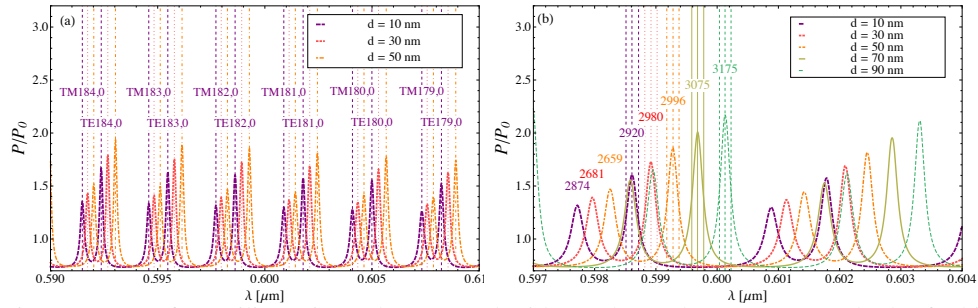 (a)
d = 10 nm
d = 30 nm
d = 50 nm
TM184,0 TM183,0 TM182,0 TM181,0 TM180,0 TM179,0
TE184,0 TE183,0 TE182,0 TE181,0 TE180,0 TE179,0
P/P0
3.0
2.5
2.0
1.5
1.0
0.590 0.595 0.600 0.605 0.61
λ [μm]
(b)
d = 10 nm
d = 30 nm
d = 50 nm
d = 70 nm
d = 90 nm
3175
3075
2996
2980
2920
2659
2681
2874
P/P0
3.0
2.5
2.0
1.5
1.0
0.597 0.598 0.599 0.600 0.601 0.602 0.603 0.604
λ [μm]